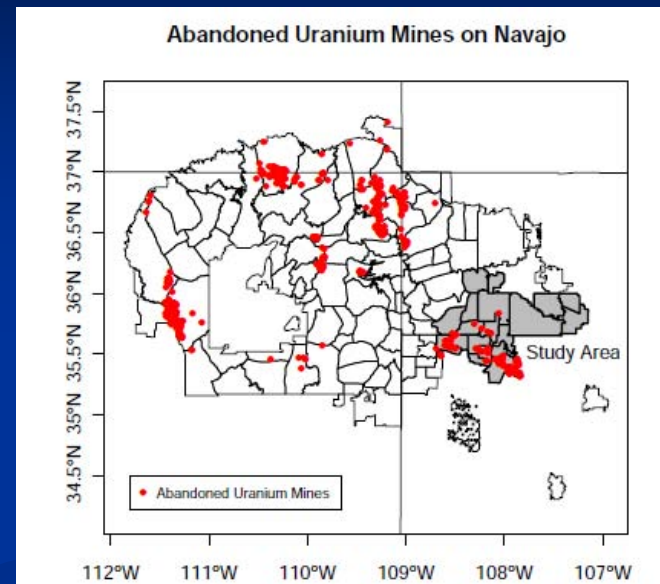 Abandoned Uranium Mines on Navajo
37.5°N
37°N
36.5°N
36°N
35.5°N
35°N
34.5°N
Study Area
Abandoned Uranium Mines
112°W 111°W 110°W 109°W 108°W 107°W